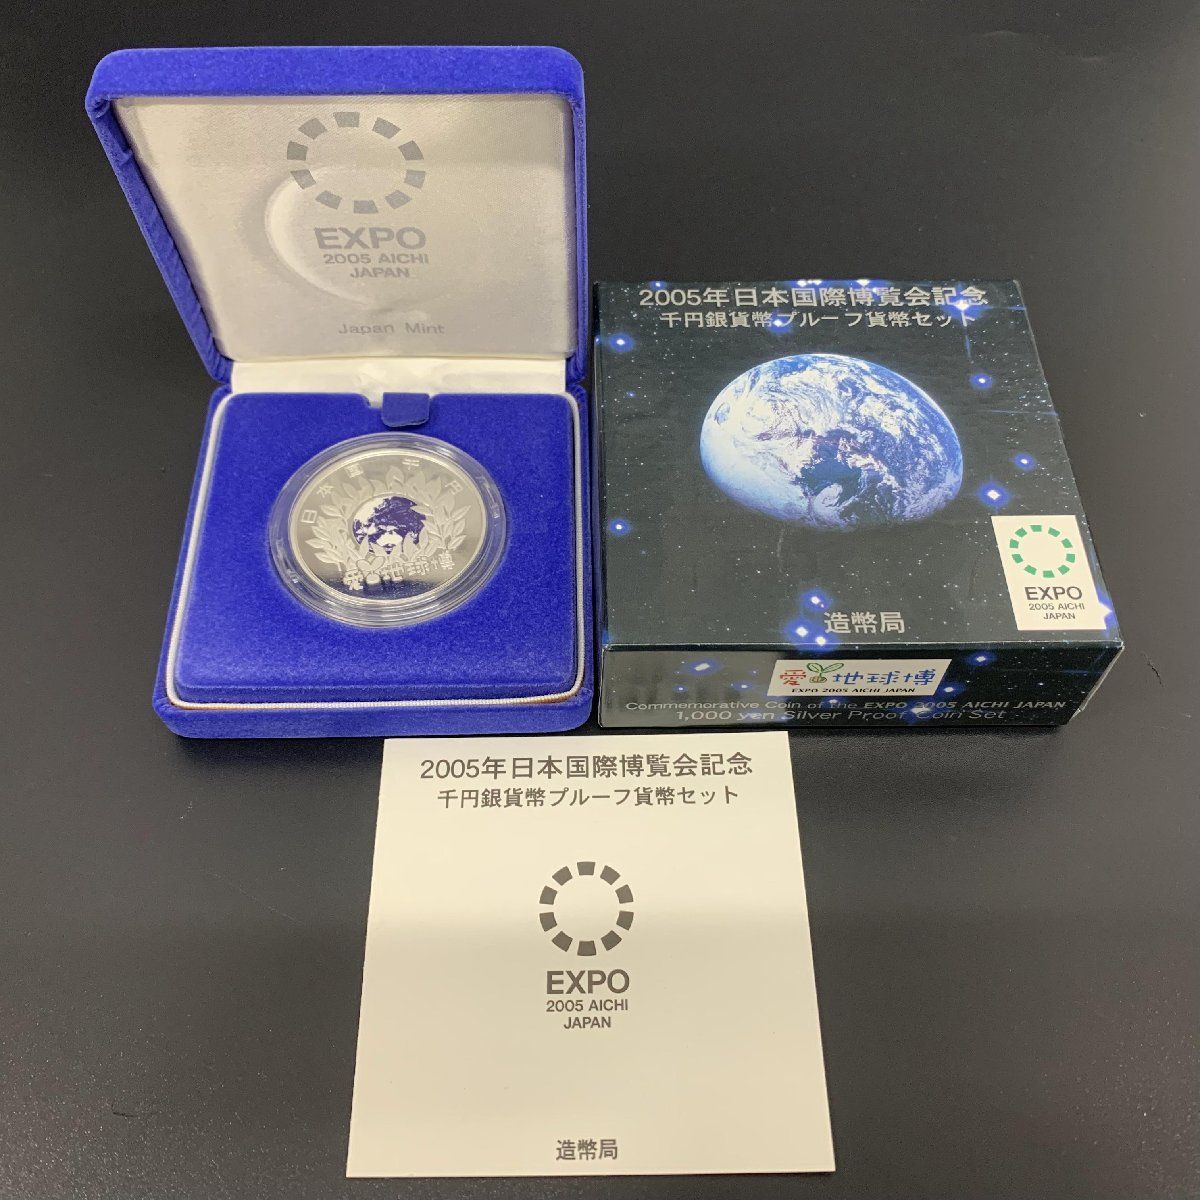 EXPO
2005 AICHI
JAPAN
Japan Mint
日本国千円
愛地球博
2005年日本国際博覧会記念
千円銀貨幣プルーフ貨幣セット
EXPO
2005 AICHI
JAPAN
造幣局
愛・地球博
EXPO 2005 AICHI JAPAN
Commemorative Coin of the EXPO 2005 AICHI JAPAN
1,000 yen Silver Proof Coin Set
2005年日本国際博覧会記念
千円銀貨幣プルーフ貨幣セット
EXPO
2005 AICHI
JAPAN
造幣局